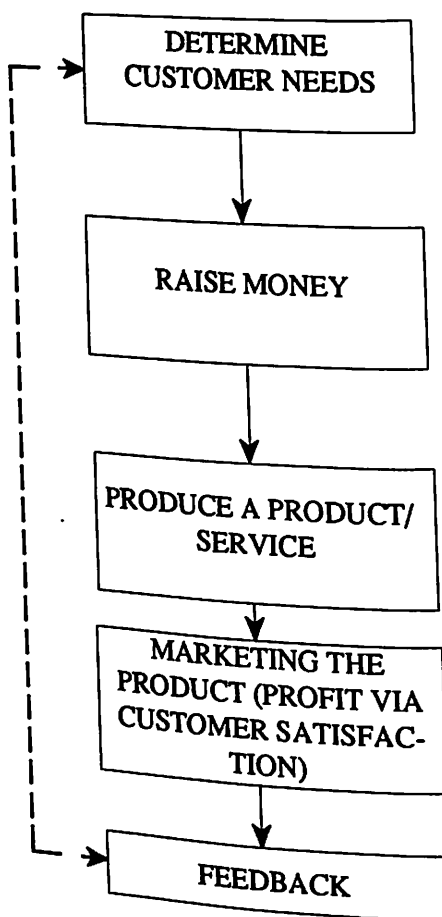 DETERMINE
CUSTOMER NEEDS
RAISE MONEY
PRODUCE A PRODUCT/
SERVICE
MARKETING THE
PRODUCT (PROFIT VIA
CUSTOMER SATISFAC-
TION)
FEEDBACK